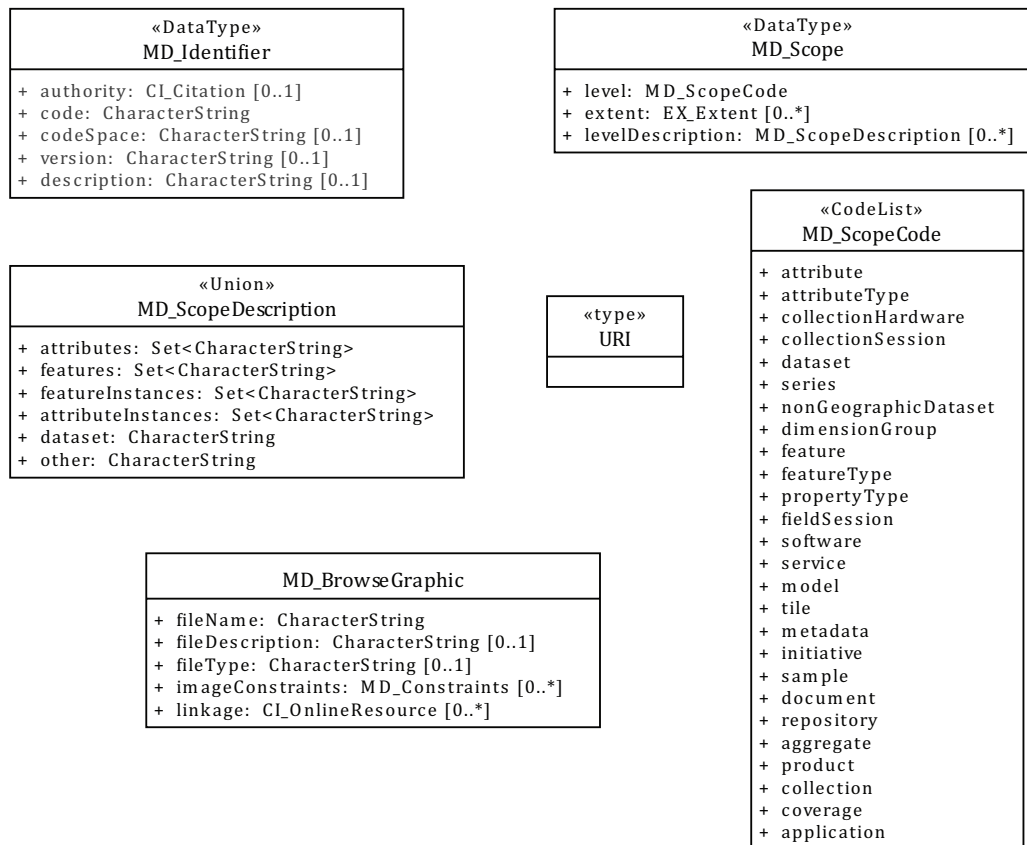 «DataType»
MD_Identifier
+ authority: CI_Citation [0..1]
+ code: CharacterString
+ codeSpace: CharacterString [0..1]
+ version: CharacterString [0..1]
+ description: CharacterString [0..1]
«DataType»
MD_Scope
+ level: MD_ScopeCode
+ extent: EX_Extent [0..*]
+ levelDescription: MD_ScopeDescription [0..*]
«Union»
MD_ScopeDescription
+ attributes: Set<CharacterString>
+ features: Set<CharacterString>
+ featureInstances: Set<CharacterString>
+ attributeInstances: Set<CharacterString>
+ dataset: CharacterString
+ other: CharacterString
«type»
URI
«CodeList»
MD_ScopeCode
+ attribute
+ attributeType
+ collectionHardware
+ collectionSession
+ dataset
+ series
+ nonGeographicDataset
+ dimensionGroup
+ feature
+ featureType
+ propertyType
+ fieldSession
+ software
+ service
+ model
+ tile
+ metadata
+ initiative
+ sample
+ document
+ repository
+ aggregate
+ product
+ collection
+ coverage
+ application
MD_BrowseGraphic
+ fileName: CharacterString
+ fileDescription: CharacterString [0..1]
+ fileType: CharacterString [0..1]
+ imageConstraints: MD_Constraints [0..*]
+ linkage: CI_OnlineResource [0..*]